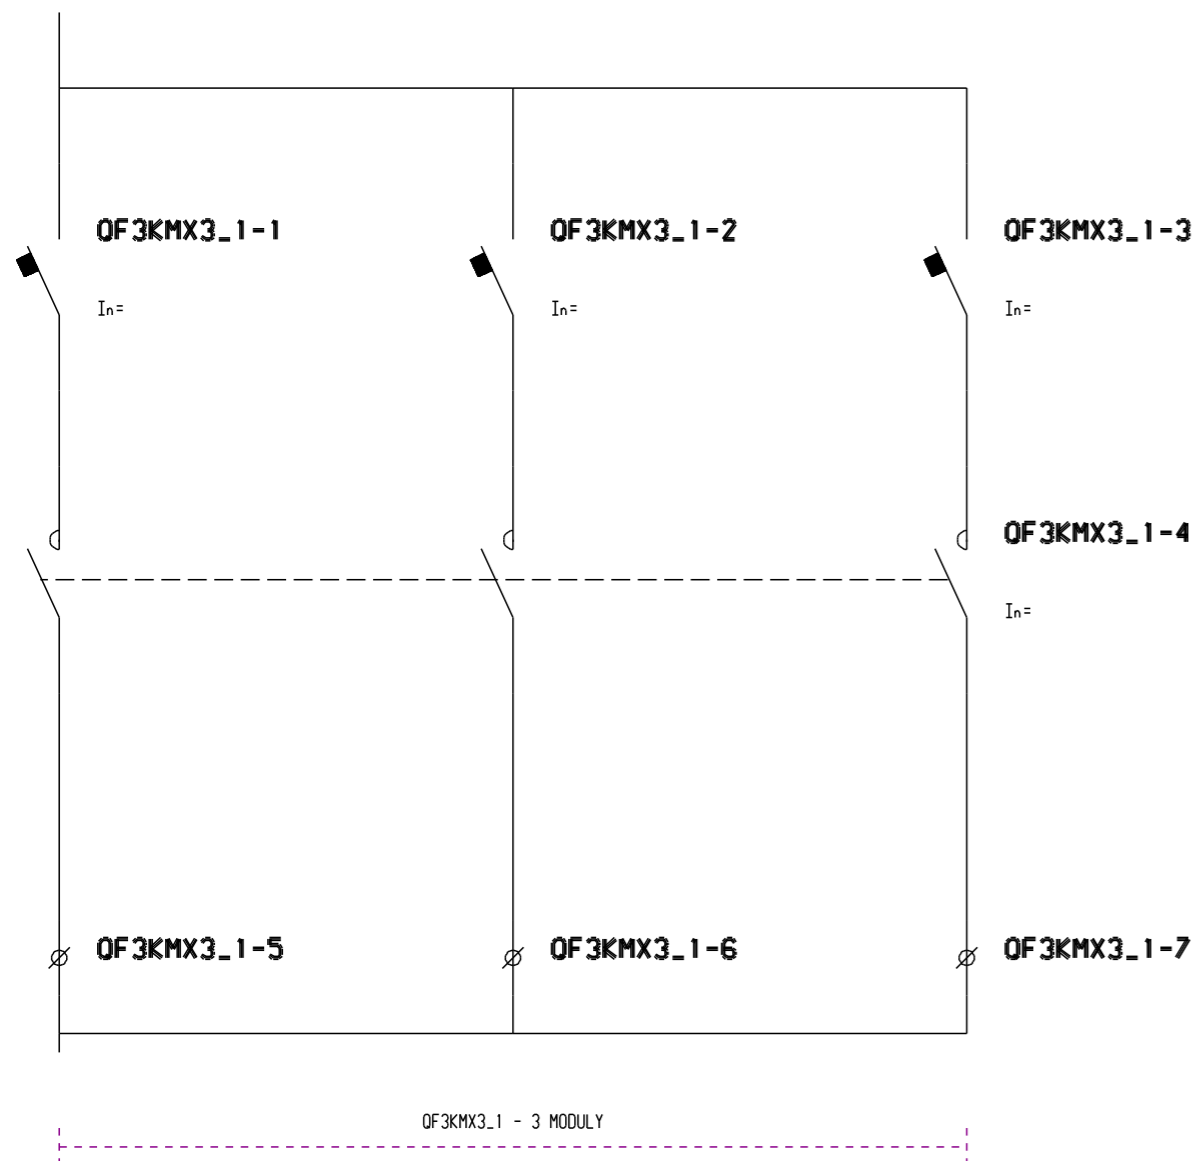 QF3KMX3_1-1 QF3KMX3_1-2 QF3KMX3_1-3
In= In= In=
QF3KMX3_1-4
In=
QF3KMX3_1-5 QF3KMX3_1-6 QF3KMX3_1-7
QF3KMX3_1 - 3 MODULY